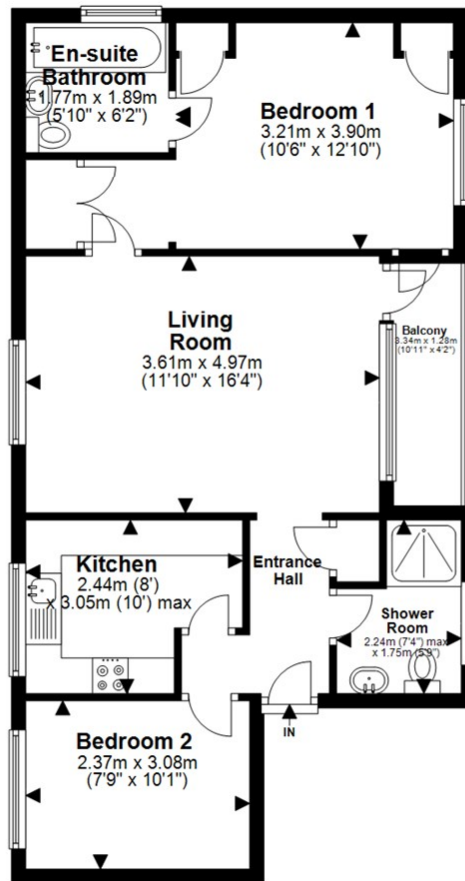 En-suite
Bathroom
1.77m x 1.89m
(5'10" x 6'2")
Bedroom 1
3.21m x 3.90m
(10'6" x 12'10")
Living
Room
3.61m x 4.97m
(11'10" x 16'4")
Balcony
3.34m x 1.28m
(10'11" x 4'2")
Kitchen
2.44m (8')
x 3.05m (10') max
Entrance
Hall
Shower
Room
2.24m (7'4") max
x 1.75m (5'9")
IN
Bedroom 2
2.37m x 3.08m
(7'9" x 10'1")